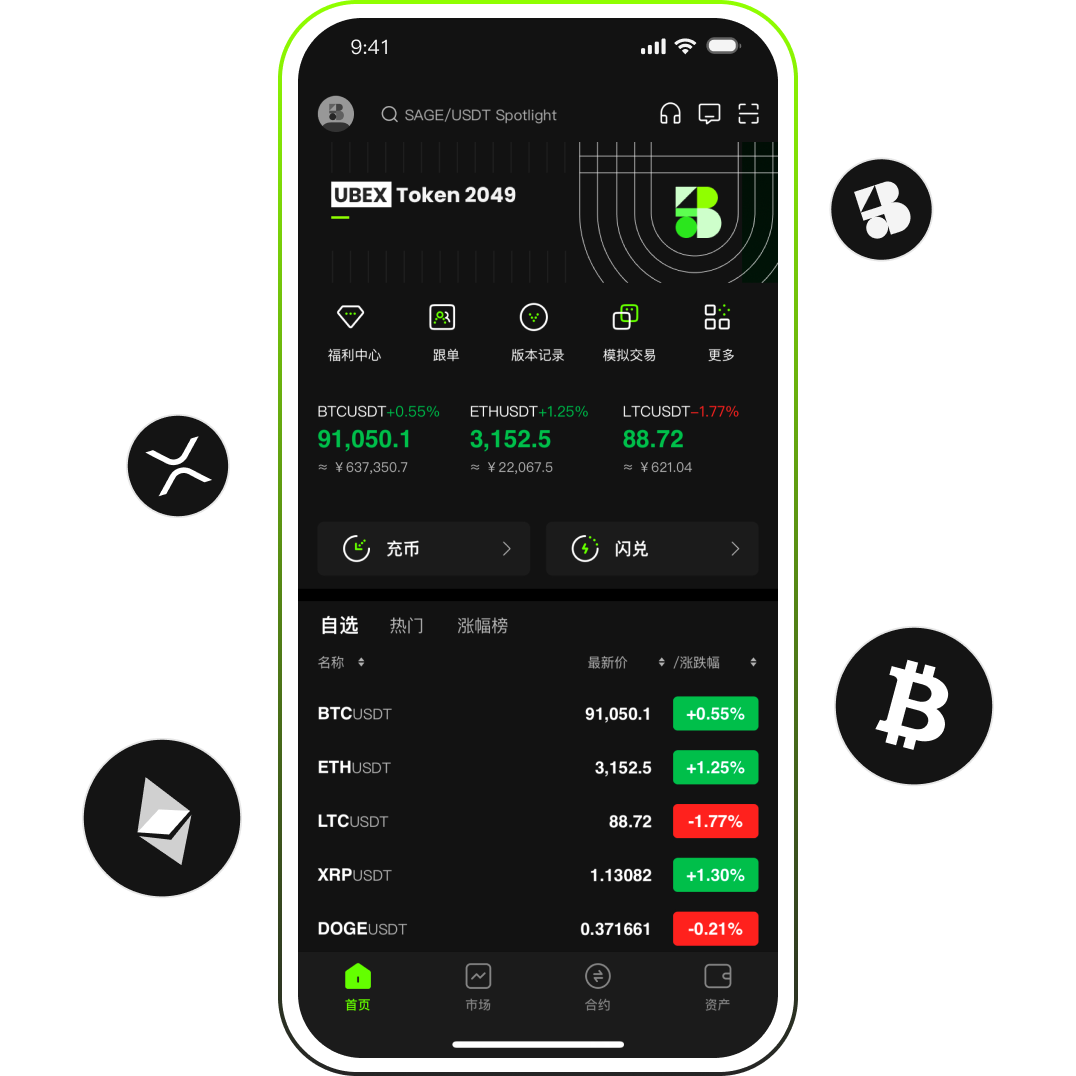 9:41
SAGE/USDT Spotlight
UBEX Token 2049
福利中心 跟单 版本记录 模拟交易 更多
BTCUSDT+0.55% ETHUSDT+1.25% LTCUSDT-1.77%
91,050.1 3,152.5 88.72
≈ ￥637,350.7 ≈ ￥22,067.5 ≈ ￥621.04
充币 闪兑
自选 热门 涨幅榜
名称 最新价 /涨跌幅
BTCUSDT 91,050.1 +0.55%
ETHUSDT 3,152.5 +1.25%
LTCUSDT 88.72 -1.77%
XRPUSDT 1.13082 +1.30%
DOGEUSDT 0.371661 -0.21%
首页 市场 合约 资产